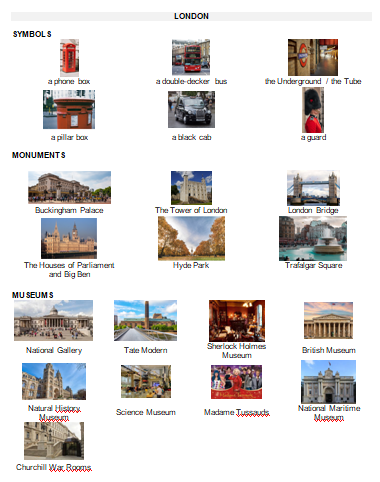 LONDON
SYMBOLS
a phone box
a double-decker bus
the Underground / the Tube
a pillar box
a black cab
a guard
MONUMENTS
Buckingham Palace
The Tower of London
London Bridge
The Houses of Parliament
and Big Ben
Hyde Park
Trafalgar Square
MUSEUMS
National Gallery
Tate Modern
Sherlock Holmes
Museum
British Museum
Natural History
Museum
Science Museum
Madame Tussauds
National Maritime
Museum
Churchill War Rooms